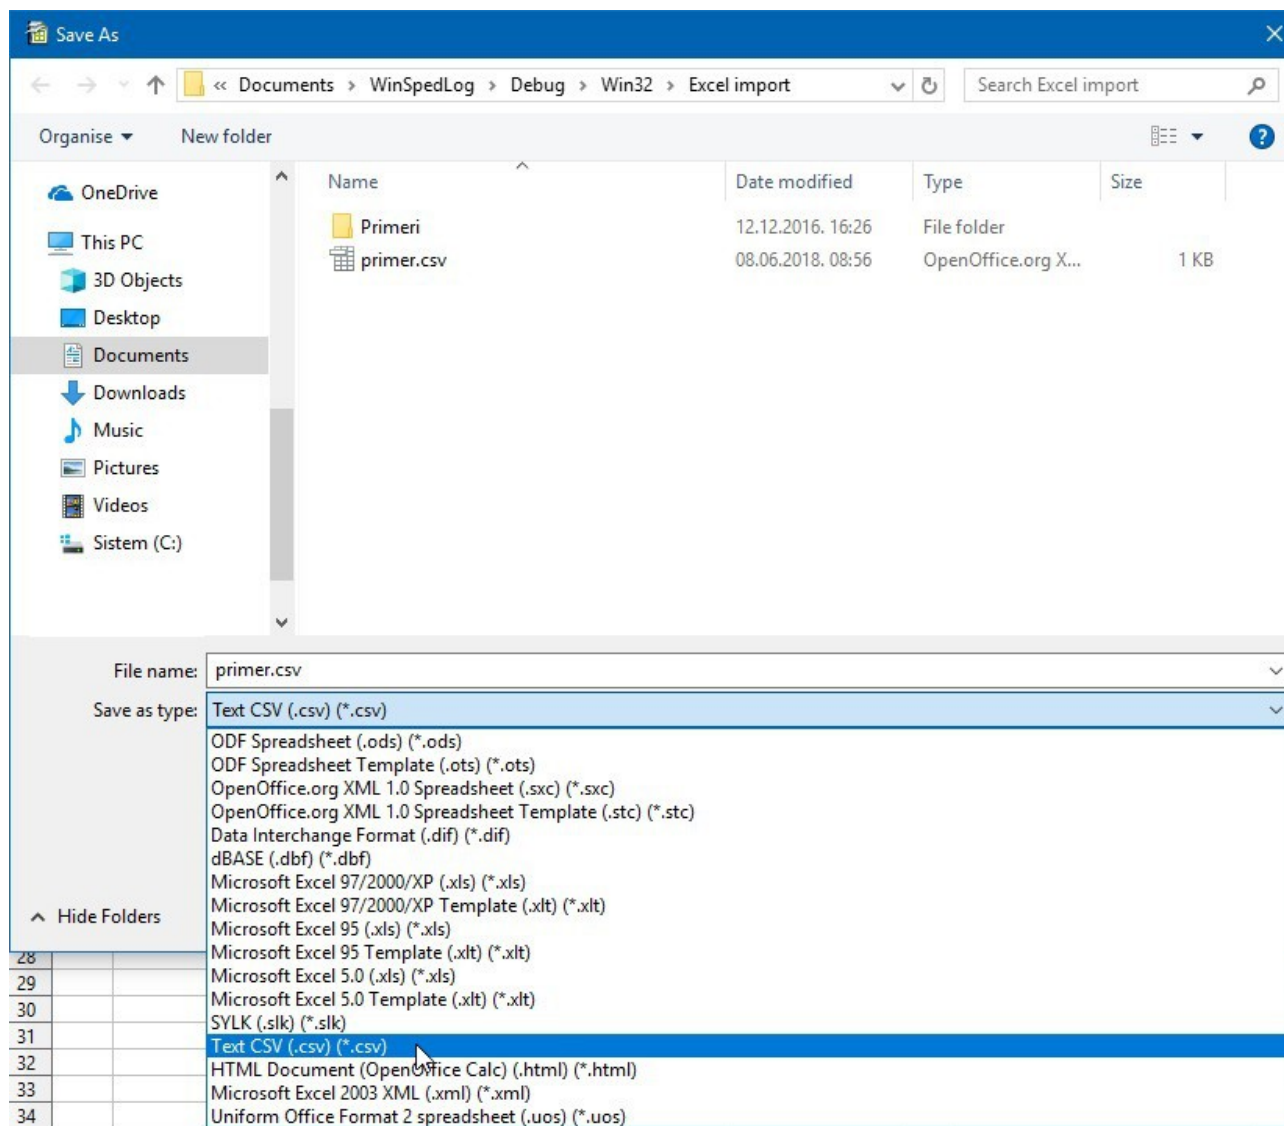 Save As
« Documents > WinSpedLog > Debug > Win32 > Excel import
Search Excel import
Organise
New folder
OneDrive
This PC
3D Objects
Desktop
Documents
Downloads
Music
Pictures
Videos
Sistem (C:)
Name Date modified Type Size
Primeri 12.12.2016. 16:26 File folder
primer.csv 08.06.2018. 08:56 OpenOffice.org X... 1 KB
File name: primer.csv
Save as type: Text CSV (.csv) (*.csv)
ODF Spreadsheet (.ods) (*.ods)
ODF Spreadsheet Template (.ots) (*.ots)
OpenOffice.org XML 1.0 Spreadsheet (.sxc) (*.sxc)
OpenOffice.org XML 1.0 Spreadsheet Template (.stc) (*.stc)
Data Interchange Format (.dif) (*.dif)
dBASE (.dbf) (*.dbf)
Microsoft Excel 97/2000/XP (.xls) (*.xls)
Microsoft Excel 97/2000/XP Template (.xlt) (*.xlt)
Microsoft Excel 95 (.xls) (*.xls)
Microsoft Excel 95 Template (.xlt) (*.xlt)
Microsoft Excel 5.0 (.xls) (*.xls)
Microsoft Excel 5.0 Template (.xlt) (*.xlt)
SYLK (.slk) (*.slk)
Text CSV (.csv) (*.csv)
HTML Document (OpenOffice Calc) (.html) (*.html)
Microsoft Excel 2003 XML (.xml) (*.xml)
Uniform Office Format 2 spreadsheet (.uos) (*.uos)
Hide Folders
28
29
30
31
32
33
34